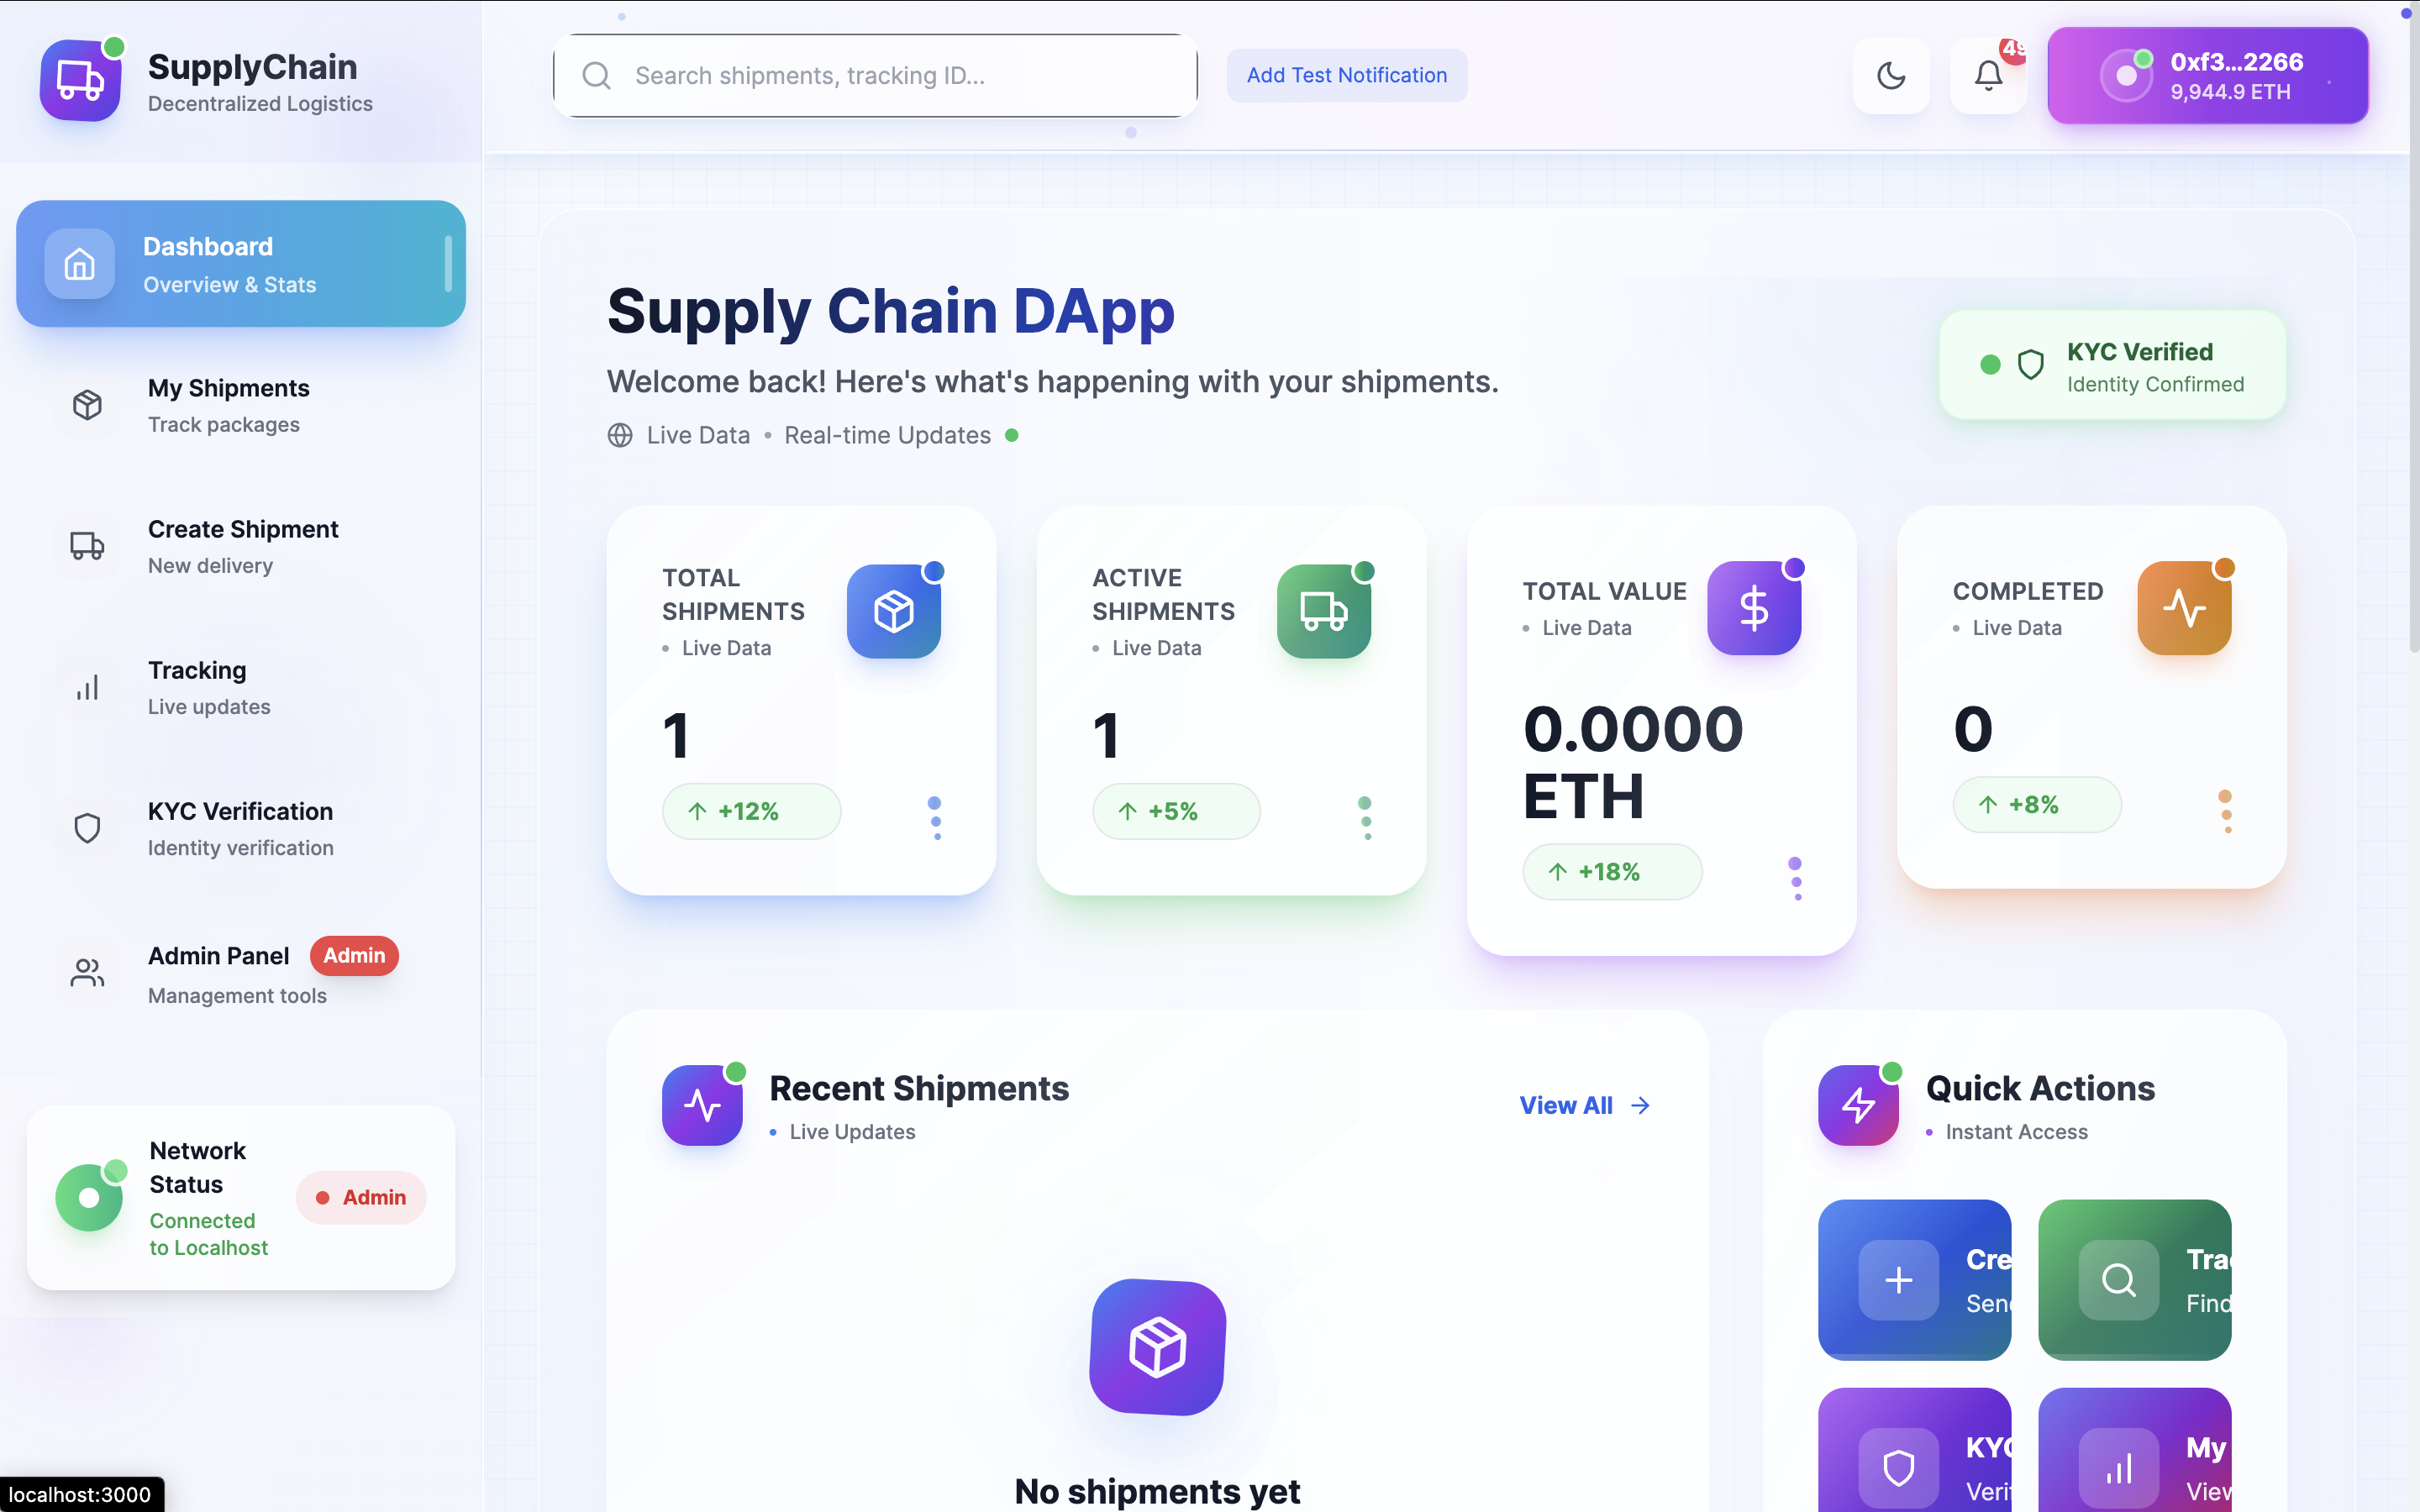 SupplyChain
Decentralized Logistics
Search shipments, tracking ID...
Add Test Notification
0xf3...2266
9,944.9 ETH
Dashboard
Overview & Stats
My Shipments
Track packages
Create Shipment
New delivery
Tracking
Live updates
KYC Verification
Identity verification
Admin Panel Admin
Management tools
Network
Status
Connected
to Localhost
Admin
localhost:3000
Supply Chain DApp
Welcome back! Here's what's happening with your shipments.
Live Data • Real-time Updates
KYC Verified
Identity Confirmed
TOTAL
SHIPMENTS
• Live Data
1
+12%
ACTIVE
SHIPMENTS
• Live Data
1
+5%
TOTAL VALUE
• Live Data
0.0000
ETH
+18%
COMPLETED
• Live Data
0
+8%
Recent Shipments
• Live Updates
View All
No shipments yet
Quick Actions
• Instant Access
Cre
Sen
Tra
Find
KYC
Veri
My
View